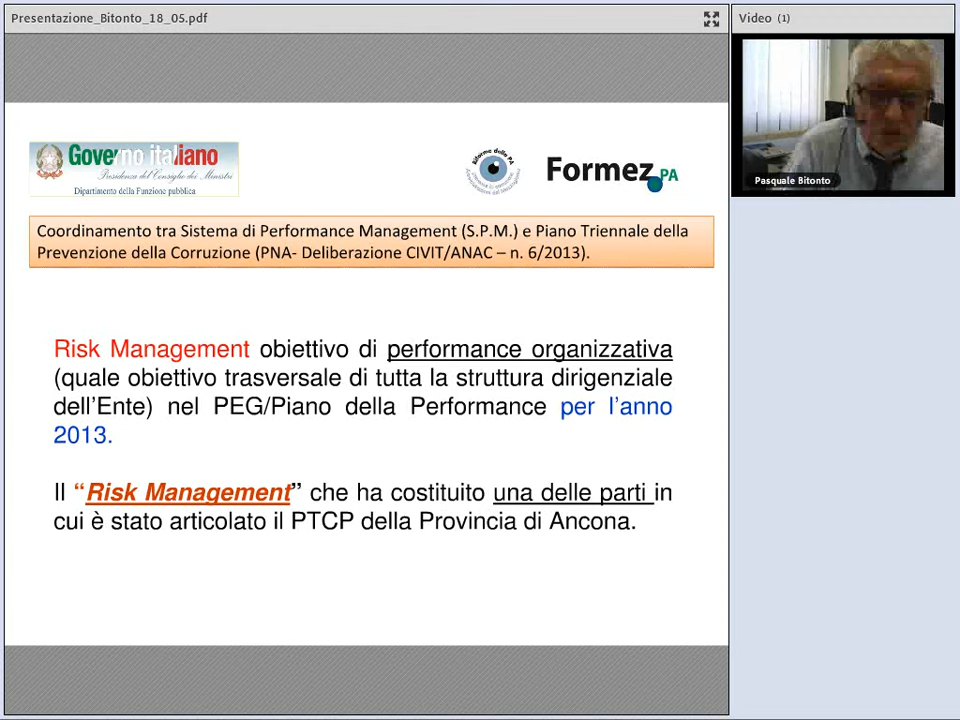 Presentazione_Bitonto_18_05.pdf
Video (1)
Pasquale Bitonto
Governo italiano
Presidenza del Consiglio dei Ministri
Dipartimento della Funzione pubblica
Riforme della PA
Formez PA
Coordinamento tra Sistema di Performance Management (S.P.M.) e Piano Triennale della
Prevenzione della Corruzione (PNA- Deliberazione CIVIT/ANAC – n. 6/2013).
Risk Management obiettivo di performance organizzativa
(quale obiettivo trasversale di tutta la struttura dirigenziale
dell’Ente) nel PEG/Piano della Performance per l’anno
2013.
Il “Risk Management” che ha costituito una delle parti in
cui è stato articolato il PTCP della Provincia di Ancona.